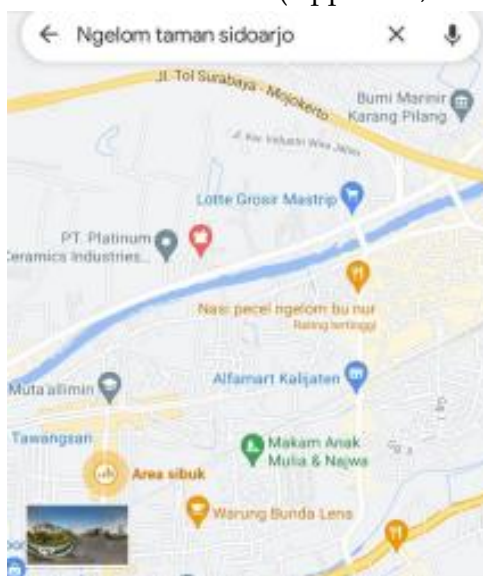 Ngelom taman sidoarjo
Jl. Tol Surabaya - Mojokerto
Bumi Marinir
Karang Pilang
Lotte Grosir Mastrip
PT. Platinum
Ceramics Industries...
Nasi pecel ngelom bu nur
Rating tertinggi
Alfamart Kalijaten
Muta allimin
Tawangsari
Makam Anak
Mulia & Najwa
Area sibuk
Warung Bunda Lena